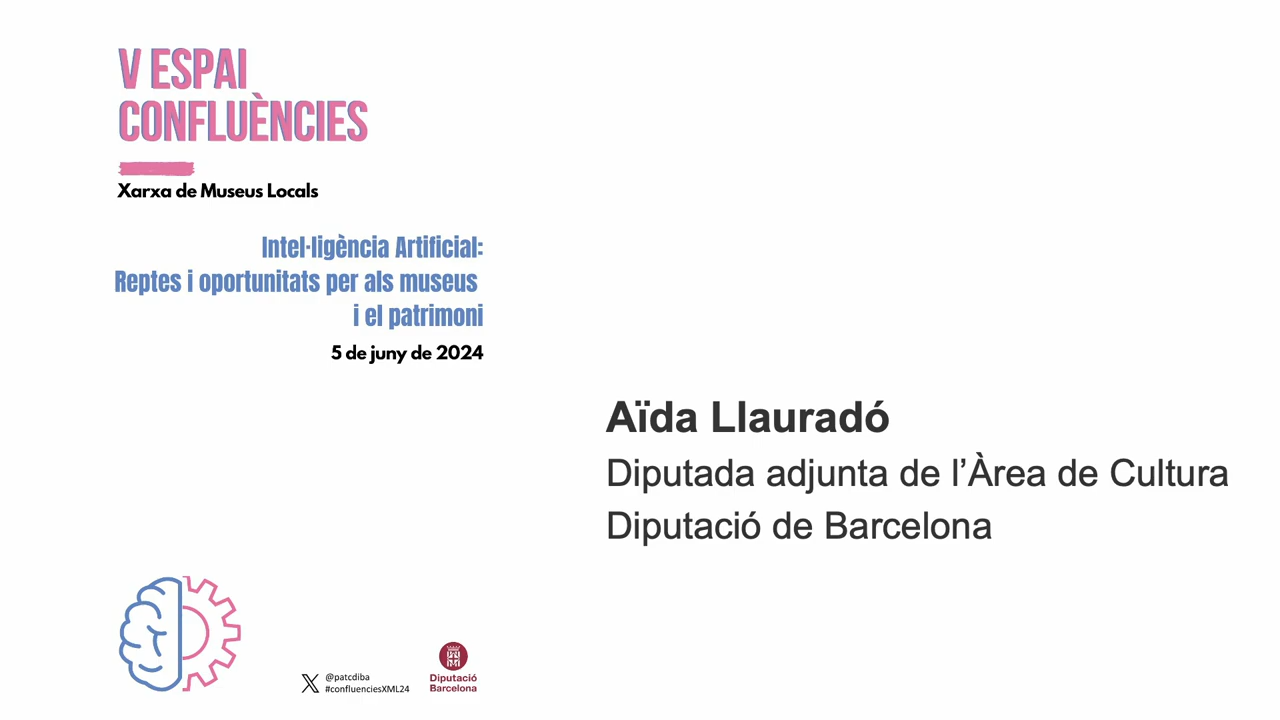 V ESPAI
CONFLUÈNCIES
Xarxa de Museus Locals
Intel·ligència Artificial:
Reptes i oportunitats per als museus
i el patrimoni
5 de juny de 2024
Aïda Llauradó
Diputada adjunta de l’Àrea de Cultura
Diputació de Barcelona
@patcdiba
#confluenciesXML24
Diputació
Barcelona